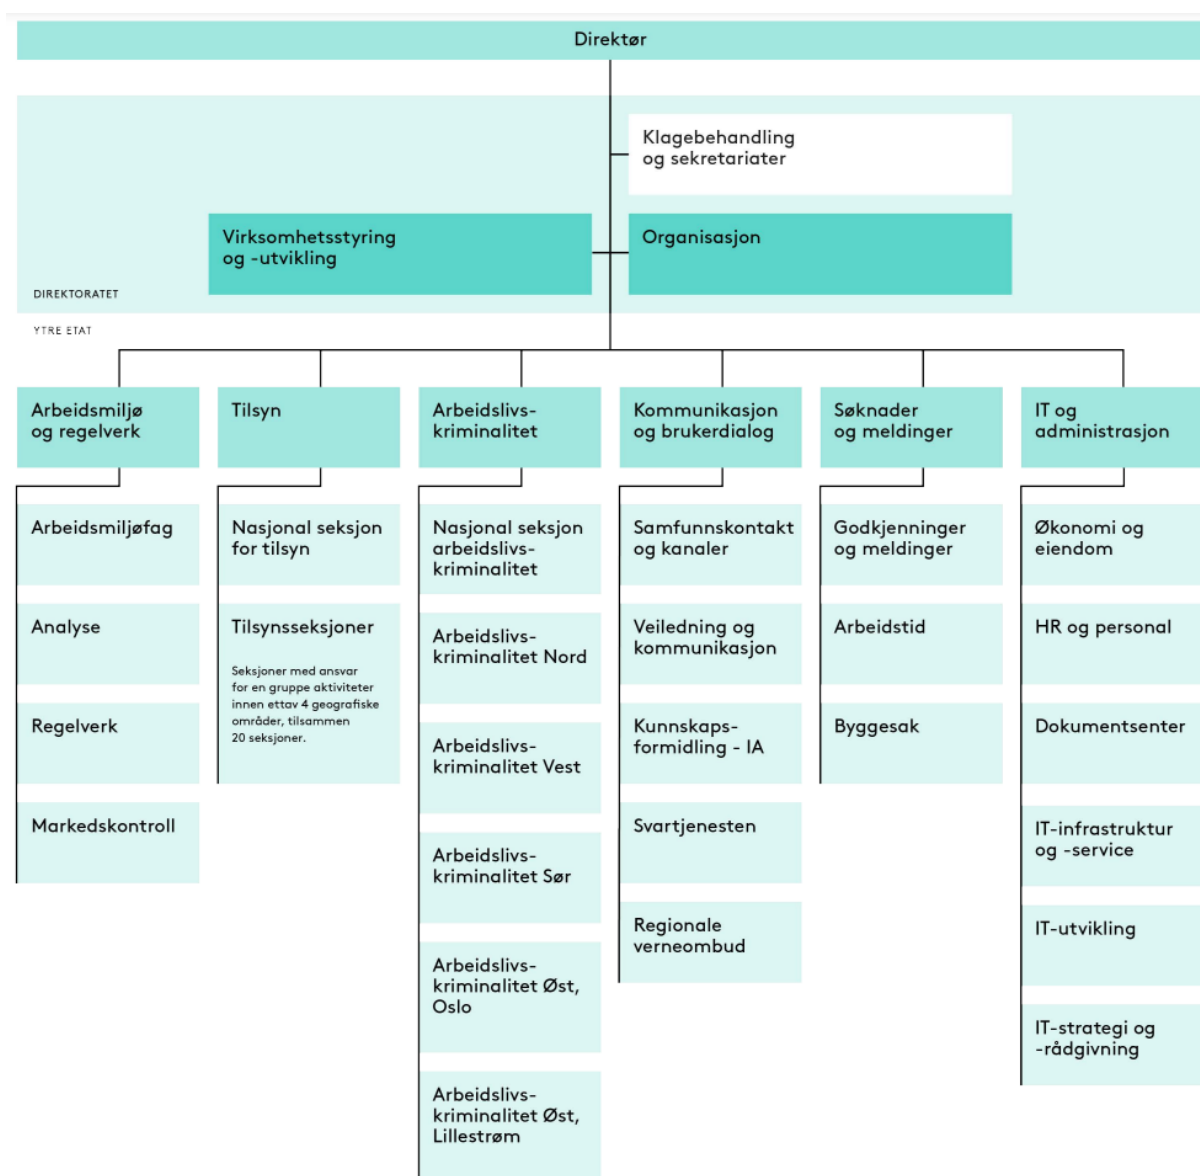 Direktør
Klagebehandling
og sekretariater
Virksomhetsstyring
og -utvikling
Organisasjon
DIREKTORATET
YTRE ETAT
Arbeidsmiljø
og regelverk
Arbeidsmiljøfag
Analyse
Regelverk
Markedskontroll
Tilsyn
Nasjonal seksjon
for tilsyn
Tilsynsseksjoner
Seksjoner med ansvar
for en gruppe aktiviteter
innen ettav 4 geografiske
områder, tilsammen
20 seksjoner.
Arbeidslivs-
kriminalitet
Nasjonal seksjon
arbeidslivs-
kriminalitet
Arbeidslivs-
kriminalitet Nord
Arbeidslivs-
kriminalitet Vest
Arbeidslivs-
kriminalitet Sør
Arbeidslivs-
kriminalitet Øst,
Oslo
Arbeidslivs-
kriminalitet Øst,
Lillestrøm
Kommunikasjon
og brukerdialog
Samfunnskontakt
og kanaler
Veiledning og
kommunikasjon
Kunnskaps-
formidling - IA
Svartjenesten
Regionale
verneombud
Søknader
og meldinger
Godkjenninger
og meldinger
Arbeidstid
Byggesak
IT og
administrasjon
Økonomi og
eiendom
HR og personal
Dokumentsenter
IT-infrastruktur
og -service
IT-utvikling
IT-strategi og
-rådgivning